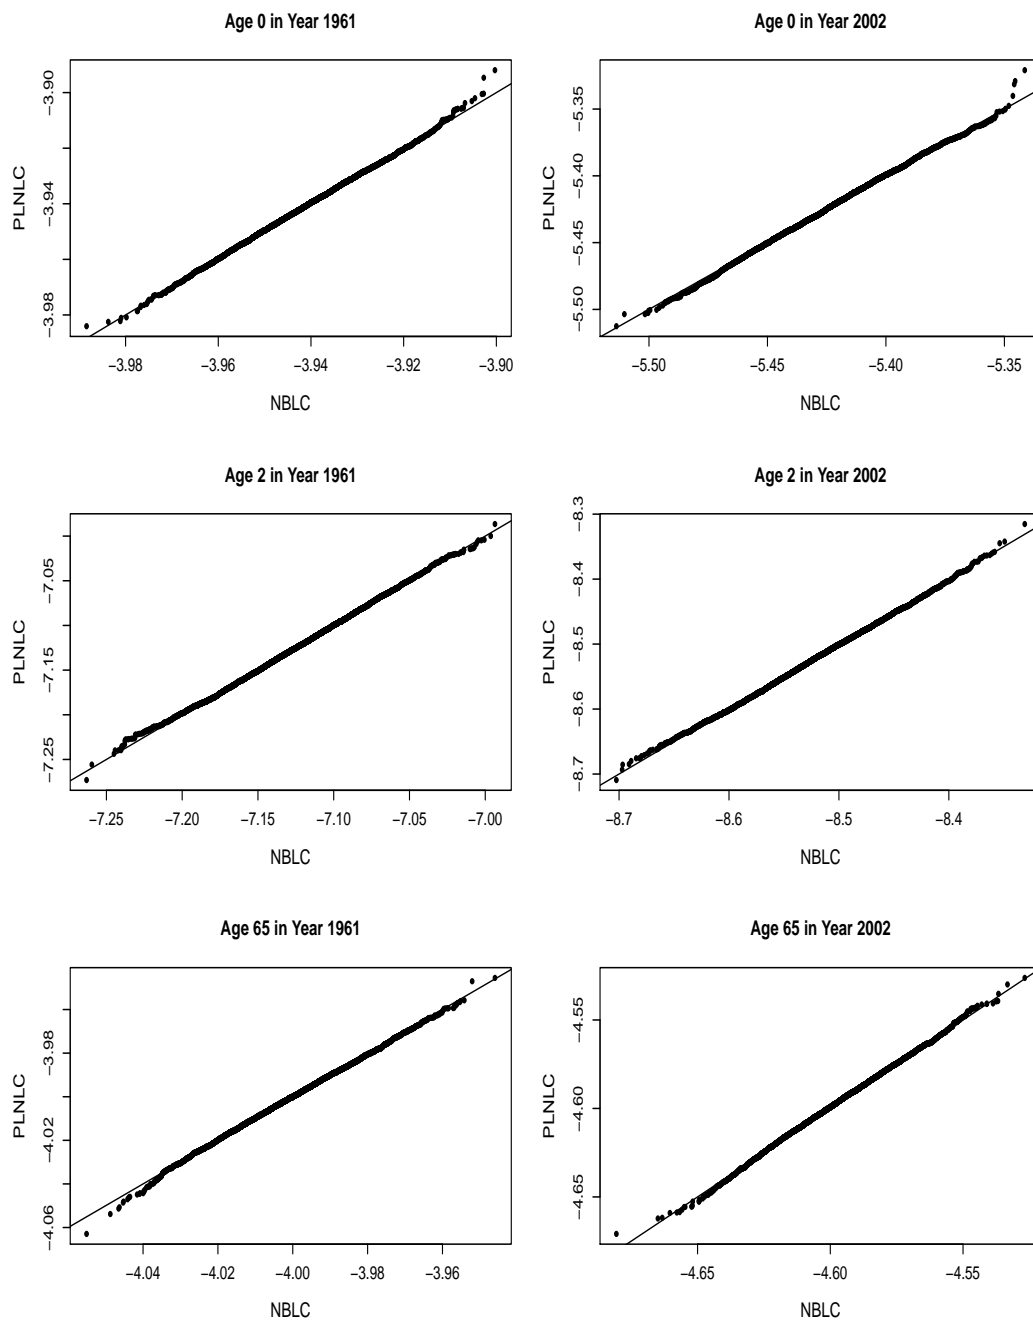 Age 0 in Year 1961
PLNLC
−3.98 −3.94 −3.90
−3.98 −3.96 −3.94 −3.92 −3.90
NBLC
Age 0 in Year 2002
PLNLC
−5.50 −5.45 −5.40 −5.35
−5.50 −5.45 −5.40 −5.35
NBLC
Age 2 in Year 1961
PLNLC
−7.25 −7.15 −7.05
−7.25 −7.20 −7.15 −7.10 −7.05 −7.00
NBLC
Age 2 in Year 2002
PLNLC
−8.7 −8.6 −8.5 −8.4 −8.3
−8.7 −8.6 −8.5 −8.4
NBLC
Age 65 in Year 1961
PLNLC
−4.06 −4.02 −3.98
−4.04 −4.02 −4.00 −3.98 −3.96
NBLC
Age 65 in Year 2002
PLNLC
−4.65 −4.60 −4.55
−4.65 −4.60 −4.55
NBLC